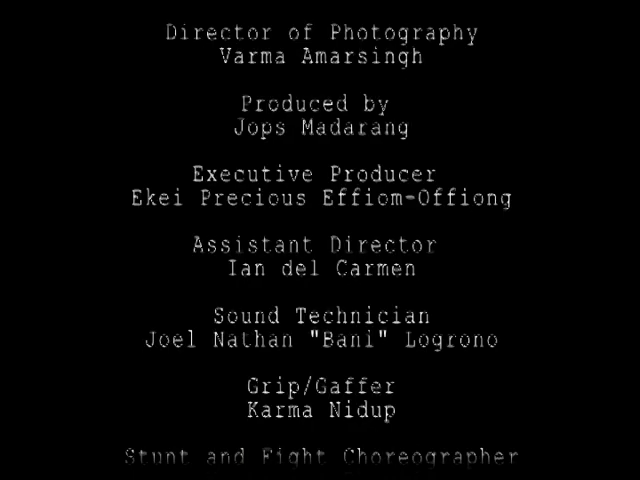 Director of Photography
Varma Amarsingh
Produced by
Jops Madarang
Executive Producer
Ekei Precious Effiom-Offiong
Assistant Director
Ian del Carmen
Sound Technician
Joel Nathan "Bani" Logrono
Grip/Gaffer
Karma Nidup
Stunt and Fight Choreographer